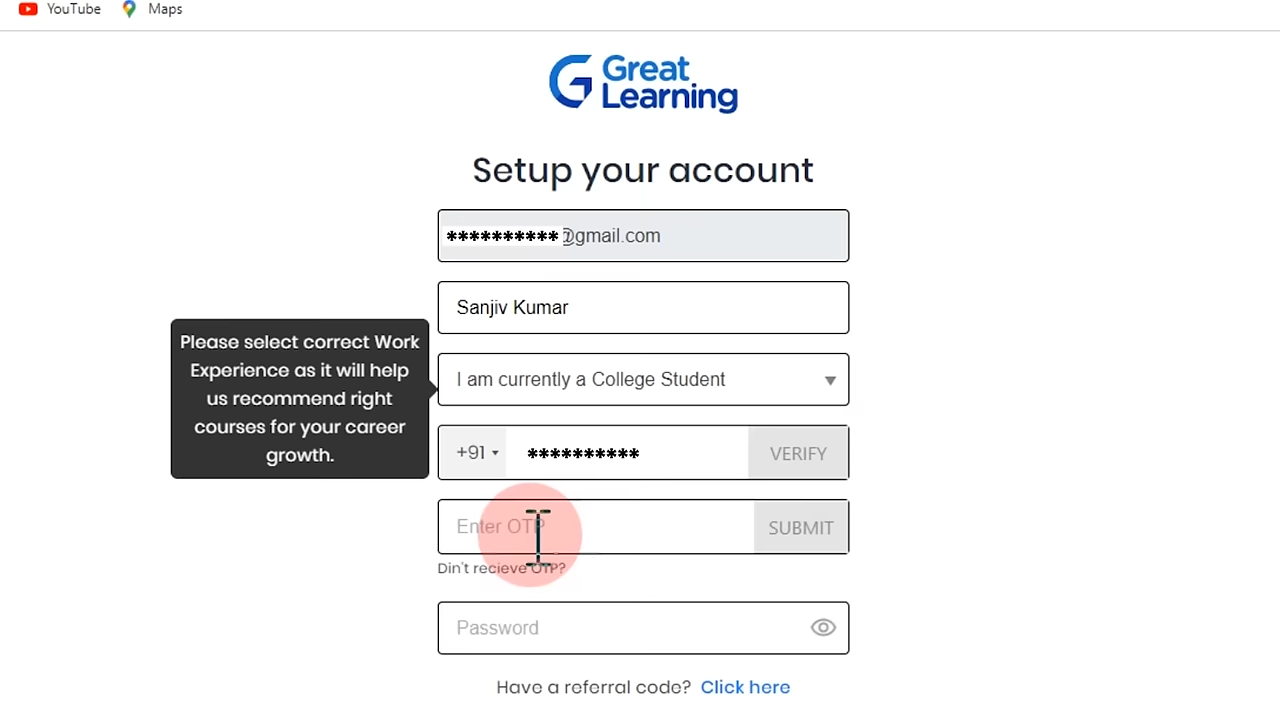 YouTube Maps
Great
Learning
Setup your account
**********@gmail.com
Sanjiv Kumar
Please select correct Work
Experience as it will help
us recommend right
courses for your career
growth.
I am currently a College Student
+91 ********** VERIFY
Enter OTP SUBMIT
Din't recieve OTP?
Password
Have a referral code? Click here